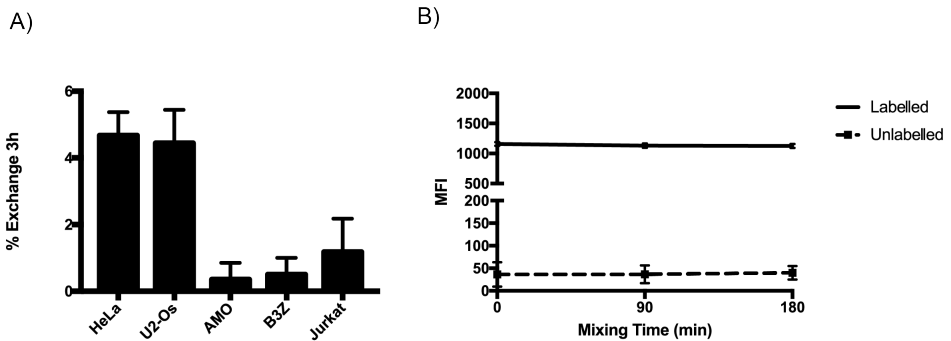 A)
% Exchange 3h
6
4
2
0
HeLa
U2-Os
AMO
B3Z
Jurkat
B)
MFI
2000
1500
1000
500
200
150
100
50
0
0
90
180
Mixing Time (min)
Labelled
Unlabelled